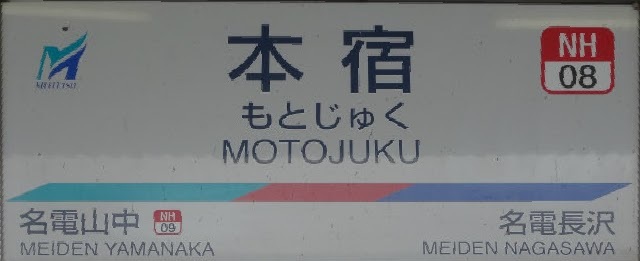 MEITETSU
本宿
NH
08
もとじゅく
MOTOJUKU
名電山中
NH
09
MEIDEN YAMANAKA
名電長沢
MEIDEN NAGASAWA